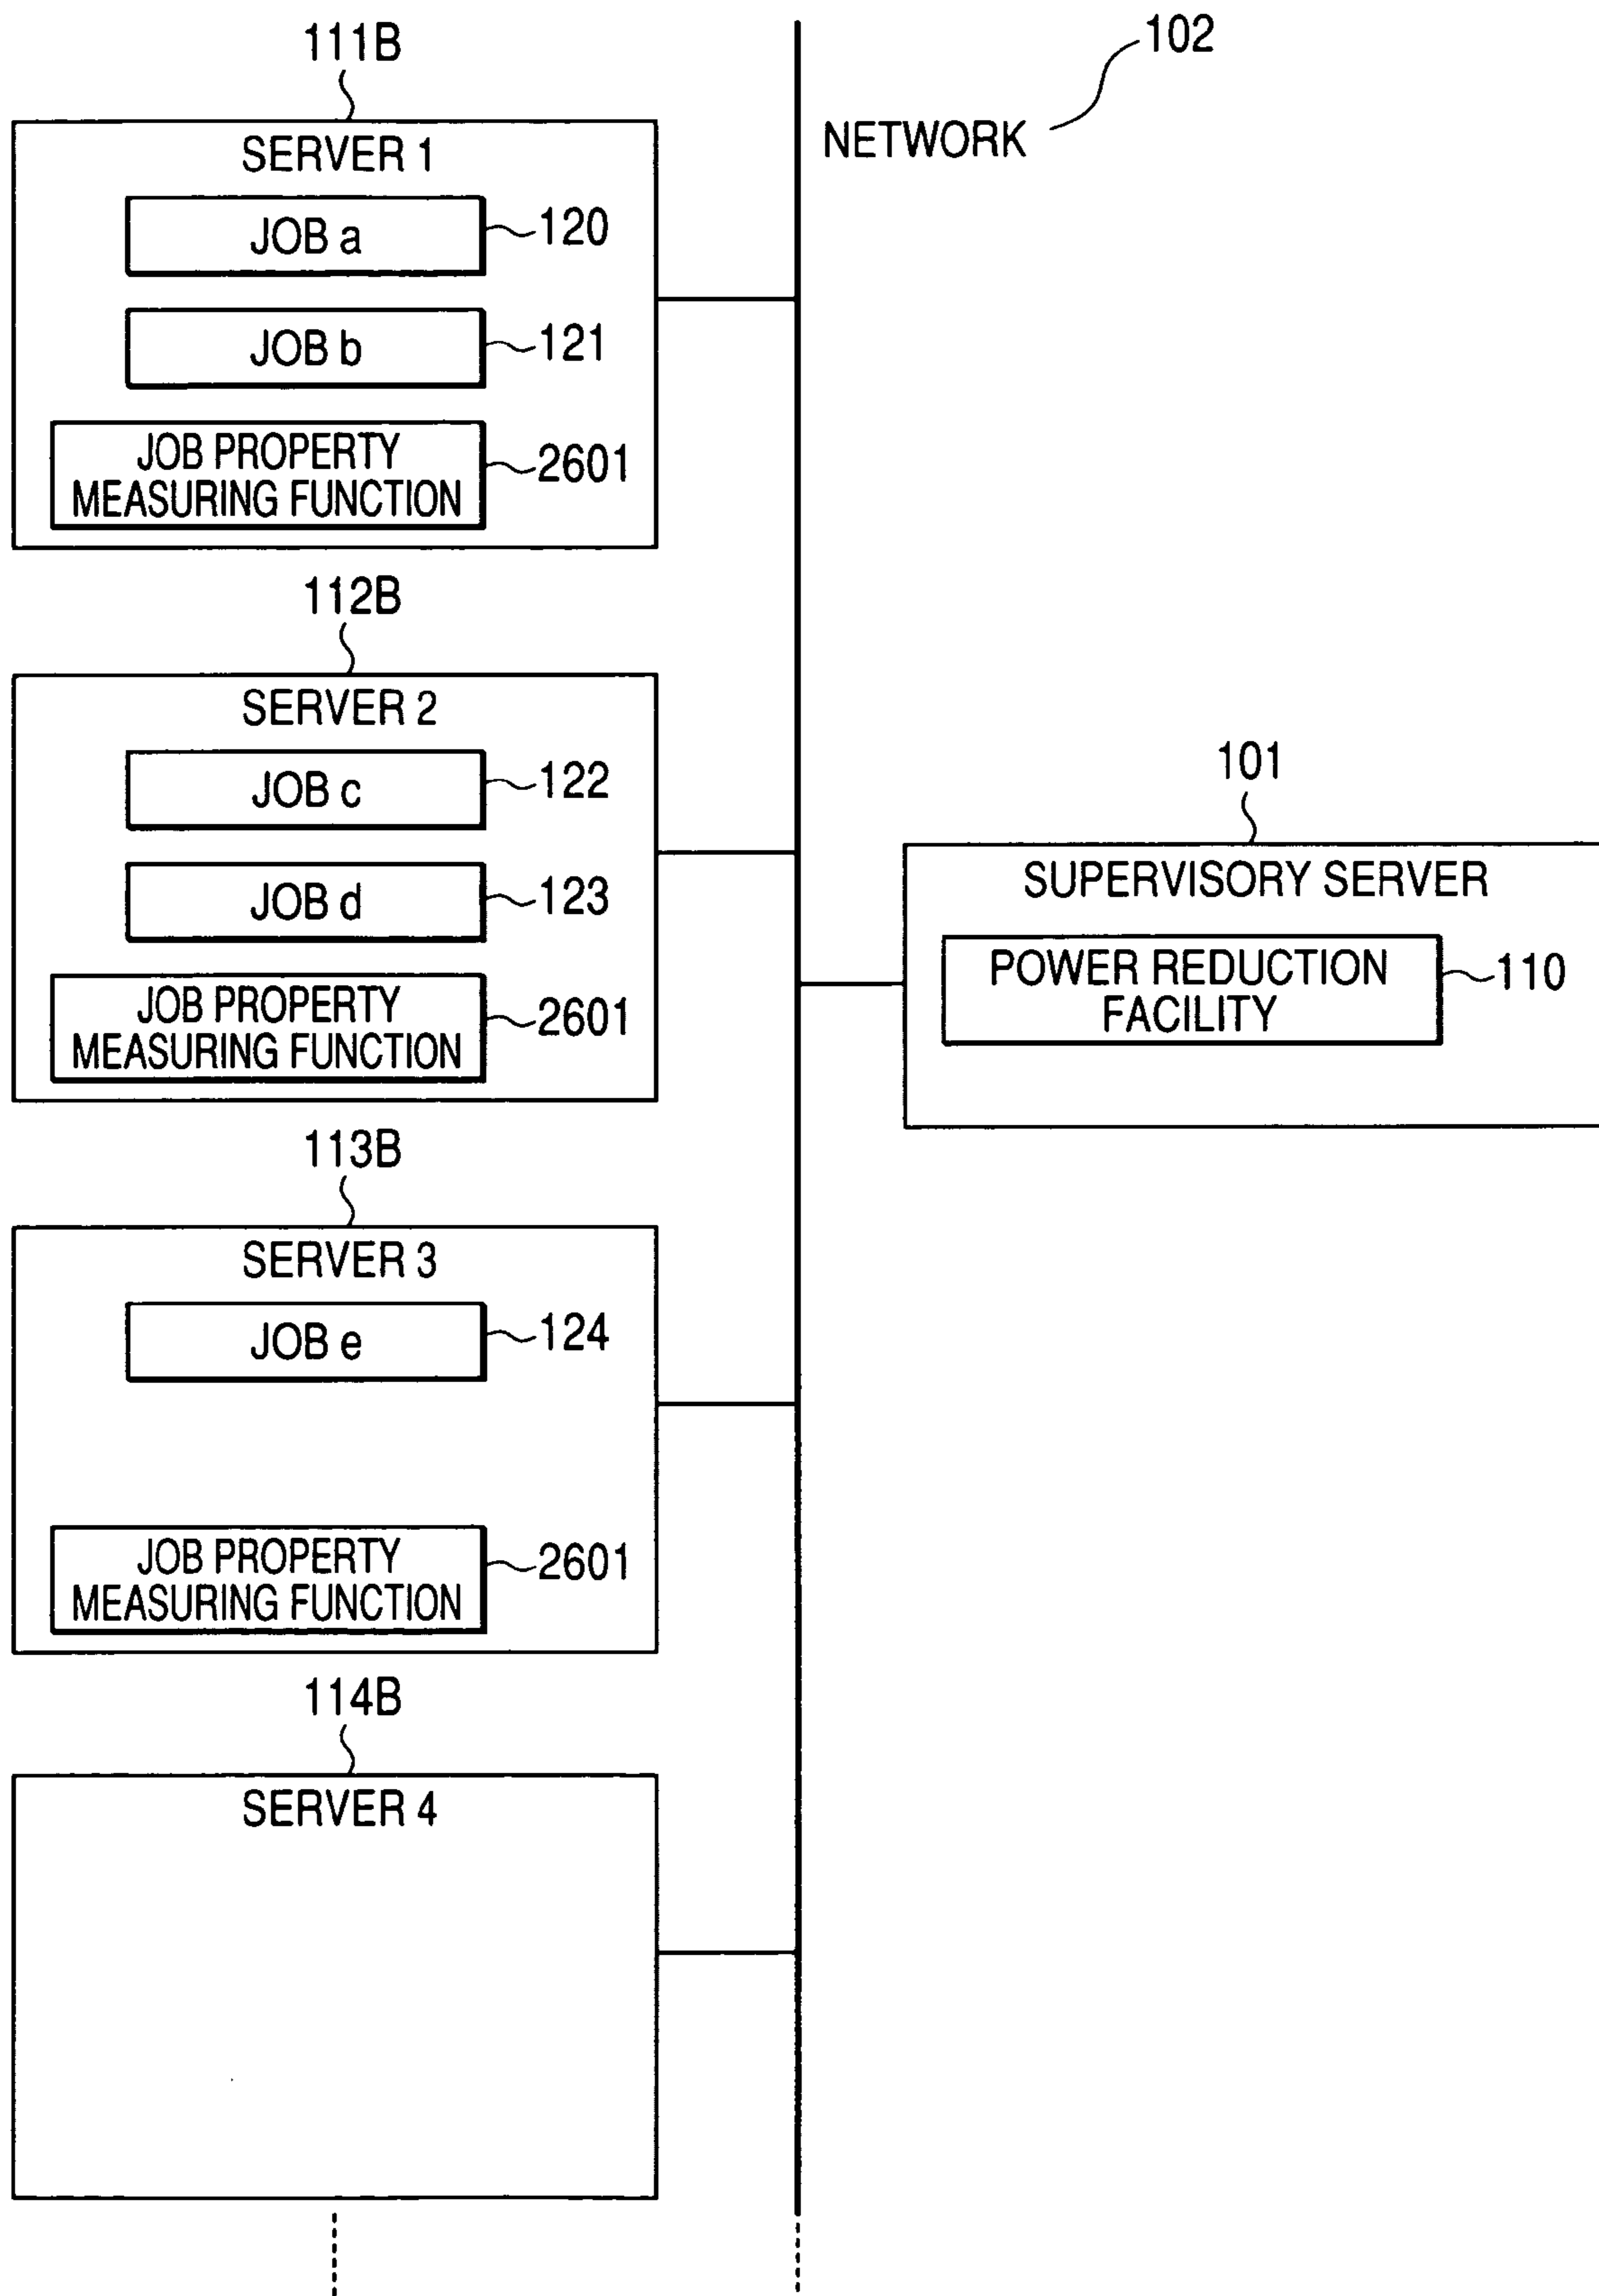 111B
SERVER 1
JOB a
120
JOB b
121
JOB PROPERTY
MEASURING FUNCTION
2601
112B
SERVER 2
JOB c
122
JOB d
123
JOB PROPERTY
MEASURING FUNCTION
2601
113B
SERVER 3
JOB e
124
JOB PROPERTY
MEASURING FUNCTION
2601
114B
SERVER 4
102
NETWORK
101
SUPERVISORY SERVER
POWER REDUCTION
FACILITY
110